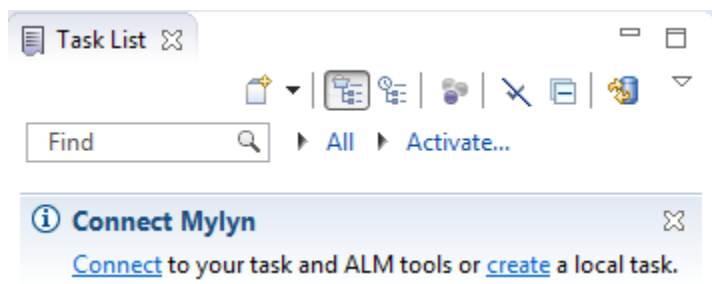 Task List
Find All Activate...
Connect Mylyn
Connect to your task and ALM tools or create a local task.